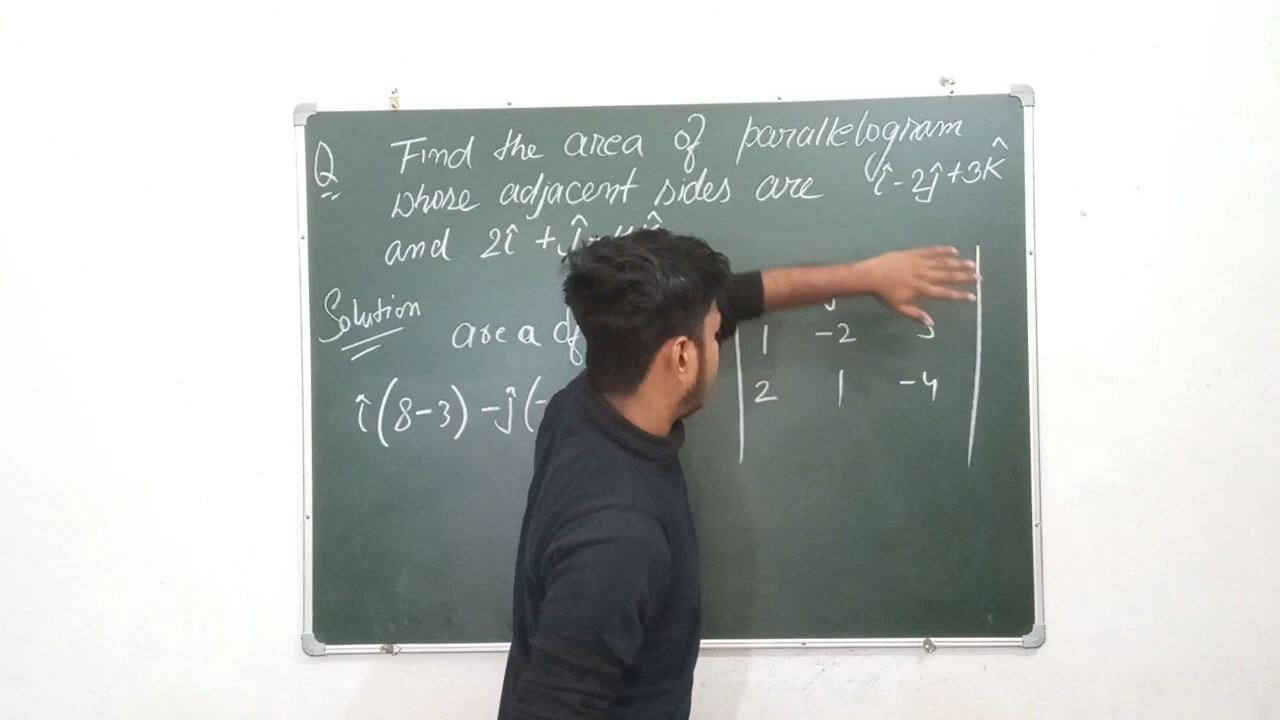 Q Find the area of parallelogram
whose adjacent sides are î - 2ĵ + 3k̂
and 2î + ĵ - 4k̂
Solution
area of
1 -2 3
2 1 -4
î(8-3) -ĵ(-